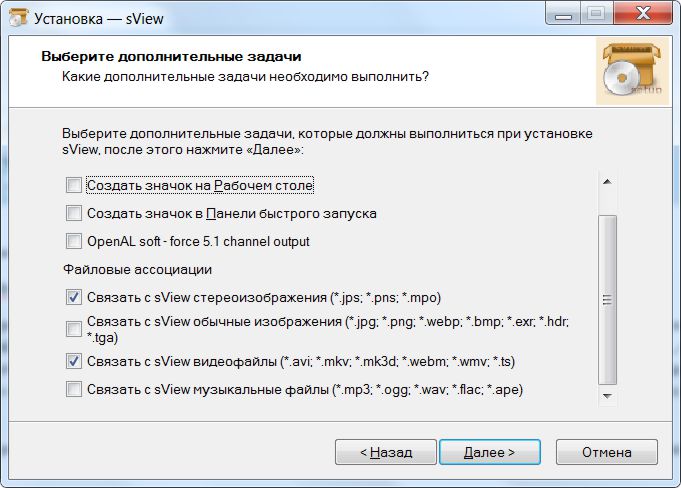 Установка — sView
Выберите дополнительные задачи
Какие дополнительные задачи необходимо выполнить?
setup
Выберите дополнительные задачи, которые должны выполниться при установке
sView, после этого нажмите «Далее»:
Создать значок на Рабочем столе
Создать значок в Панели быстрого запуска
OpenAL soft - force 5.1 channel output
Файловые ассоциации
Связать с sView стереоизображения (*.jps; *.pns; *.mpo)
Связать с sView обычные изображения (*.jpg; *.png; *.webp; *.bmp; *.exr; *.hdr;
*.tga)
Связать с sView видеофайлы (*.avi; *.mkv; *.mk3d; *.webm; *.wmv; *.ts)
Связать с sView музыкальные файлы (*.mp3; *.ogg; *.wav; *.flac; *.ape)
< Назад
Далее >
Отмена